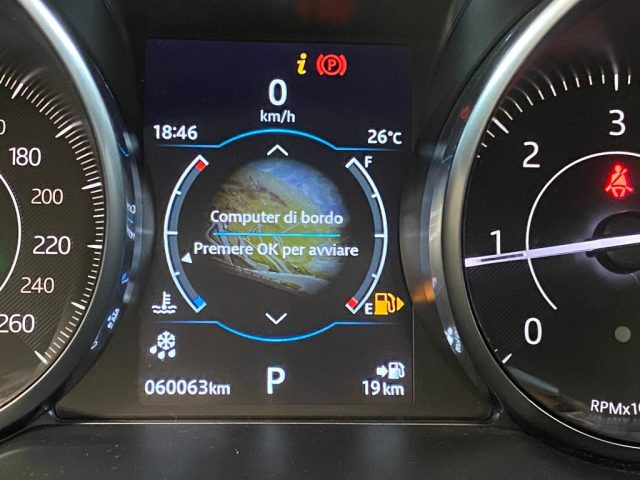 i P
0
km/h
18:46 26°C
F
Computer di bordo
Premere OK per avviare
E
060063km P 19 km
180
200
220
240
260
3
2
1
0